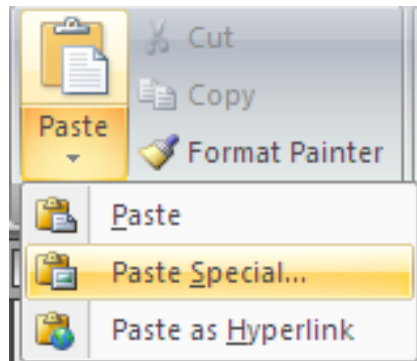 Cut
Copy
Paste
Format Painter
Paste
Paste Special...
Paste as Hyperlink